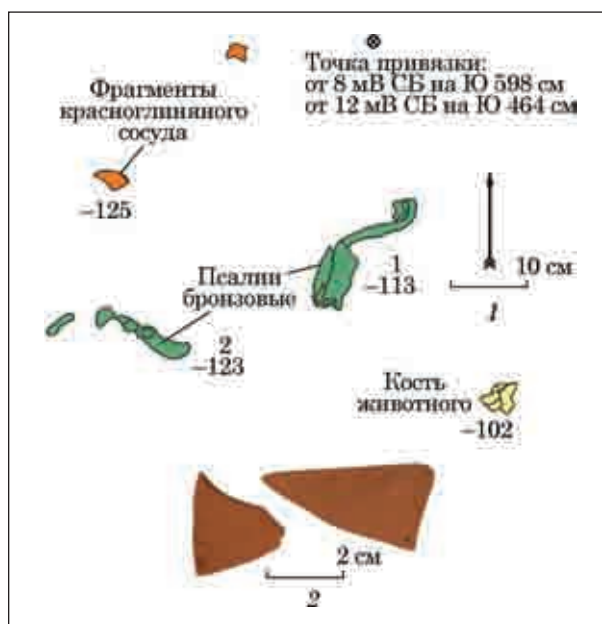 Точка привязки:
от 8 мВ СБ на Ю 598 см
от 12 мВ СБ на Ю 464 см
Фрагменты
красноглиняного
сосуда
–125
Псалии
бронзовые
1
–113
10 см
1
2
–123
Кость
животного
–102
2 см
2